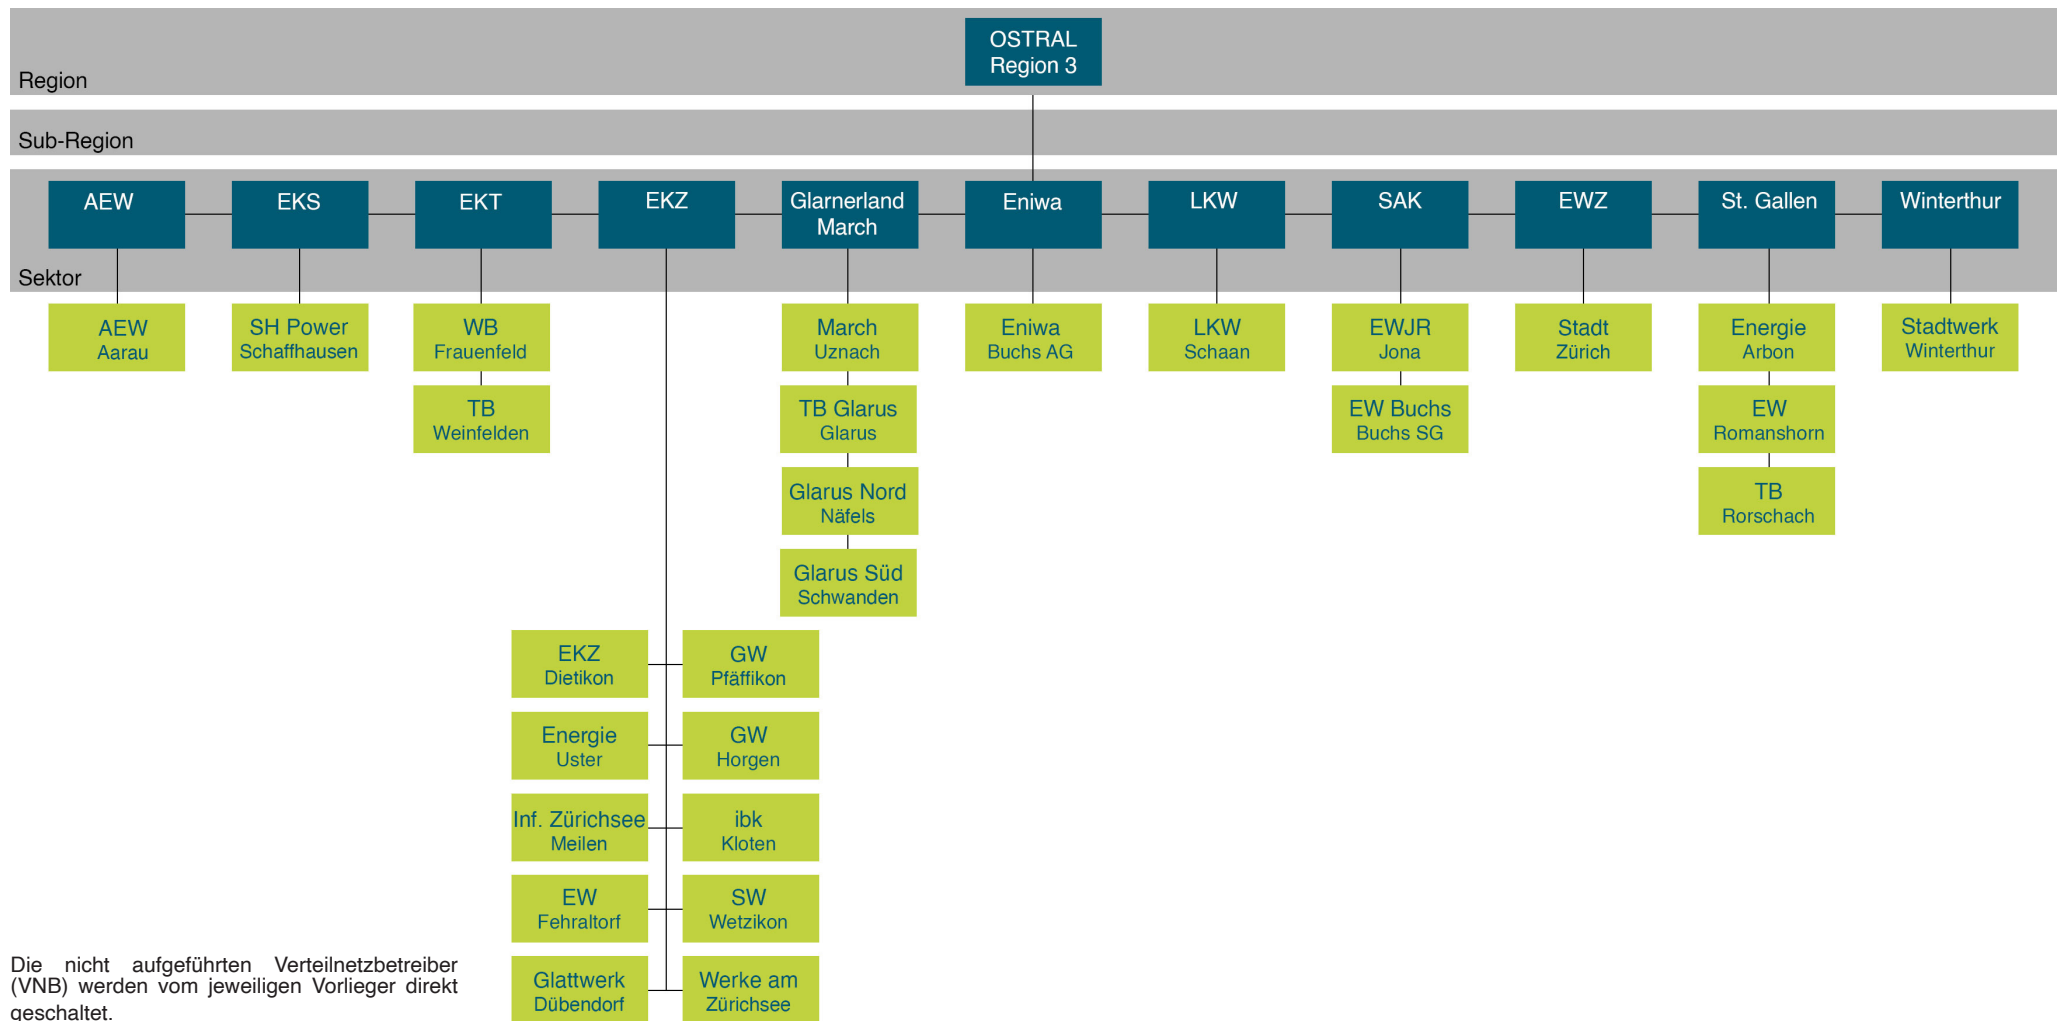 OSTRAL
Region 3
Region
Sub-Region
AEW
EKS
EKT
EKZ
Glarnerland
March
Eniwa
LKW
SAK
EWZ
St. Gallen
Winterthur
Sektor
AEW
Aarau
SH Power
Schaffhausen
WB
Frauenfeld
March
Uznach
Eniwa
Buchs AG
LKW
Schaan
EWJR
Jona
Stadt
Zürich
Energie
Arbon
Stadtwerk
Winterthur
TB
Weinfelden
TB Glarus
Glarus
EW Buchs
Buchs SG
EW
Romanshorn
Glarus Nord
Näfels
TB
Rorschach
Glarus Süd
Schwanden
EKZ
Dietikon
GW
Pfäffikon
Energie
Uster
GW
Horgen
Inf. Zürichsee
Meilen
ibk
Kloten
EW
Fehraltorf
SW
Wetzikon
Glattwerk
Dübendorf
Werke am
Zürichsee
Die nicht aufgeführten Verteilnetzbetreiber
(VNB) werden vom jeweiligen Vorlieger direkt
geschaltet.